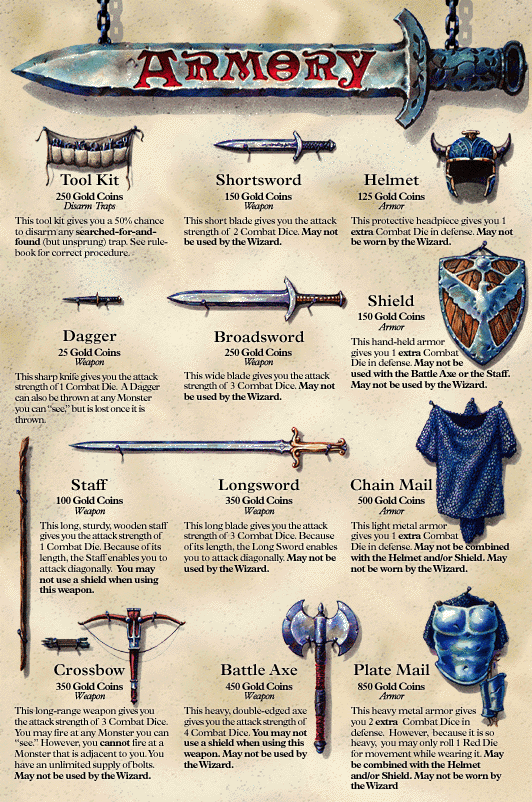 ARMORY
Tool Kit
250 Gold Coins
Disarm Traps
This tool kit gives you a 50% chance
to disarm any searched-for-and-
found (but unsprung) trap. See rule-
book for correct procedure.
Shortsword
150 Gold Coins
Weapon
This short blade gives you the attack
strength of 2 Combat Dice. May not
be used by the Wizard.
Helmet
125 Gold Coins
Armor
This protective headpiece gives you 1
extra Combat Die in defense. May not
be worn by the Wizard.
Dagger
25 Gold Coins
Weapon
This sharp knife gives you the attack
strength of 1 Combat Die. A Dagger
can also be thrown at any Monster
you can “see,” but is lost once it is
thrown.
Broadsword
250 Gold Coins
Weapon
This wide blade gives you the attack
strength of 3 Combat Dice. May not
be used by the Wizard.
Shield
150 Gold Coins
Armor
This hand-held armor
gives you 1 extra Combat
Die in defense. May not be
used with the Battle Axe or the Staff.
May not be used by the Wizard.
Staff
100 Gold Coins
Weapon
This long, sturdy, wooden staff
gives you the attack strength of
1 Combat Die. Because of its
length, the Staff enables you to
attack diagonally. You may
not use a shield when using
this weapon.
Longsword
350 Gold Coins
Weapon
This long blade gives you the attack
strength of 3 Combat Dice. Because
of its length, the Long Sword enables
you to attack diagonally. May not be
used by the Wizard.
Chain Mail
500 Gold Coins
Armor
This light metal armor
gives you 1 extra Combat
Die in defense. May not be combined
with the Helmet and/or Shield. May
not be worn by the Wizard.
Crossbow
350 Gold Coins
Weapon
This long-range weapon gives you
the attack strength of 3 Combat Dice.
You may fire at any Monster you can
“see.” However, you cannot fire at a
Monster that is adjacent to you. You
have an unlimited supply of bolts.
May not be used by the Wizard.
Battle Axe
450 Gold Coins
Weapon
This heavy, double-edged axe
gives you the attack strength of
4 Combat Dice. You may not
use a shield when using this
weapon. May not be used by
the Wizard.
Plate Mail
850 Gold Coins
Armor
This heavy metal armor gives
you 2 extra Combat Dice in
defense. However, because it is so
heavy, you may only roll 1 Red Die
for movement while wearing it. May
be combined with the Helmet
and/or Shield. May not be worn by
the Wizard